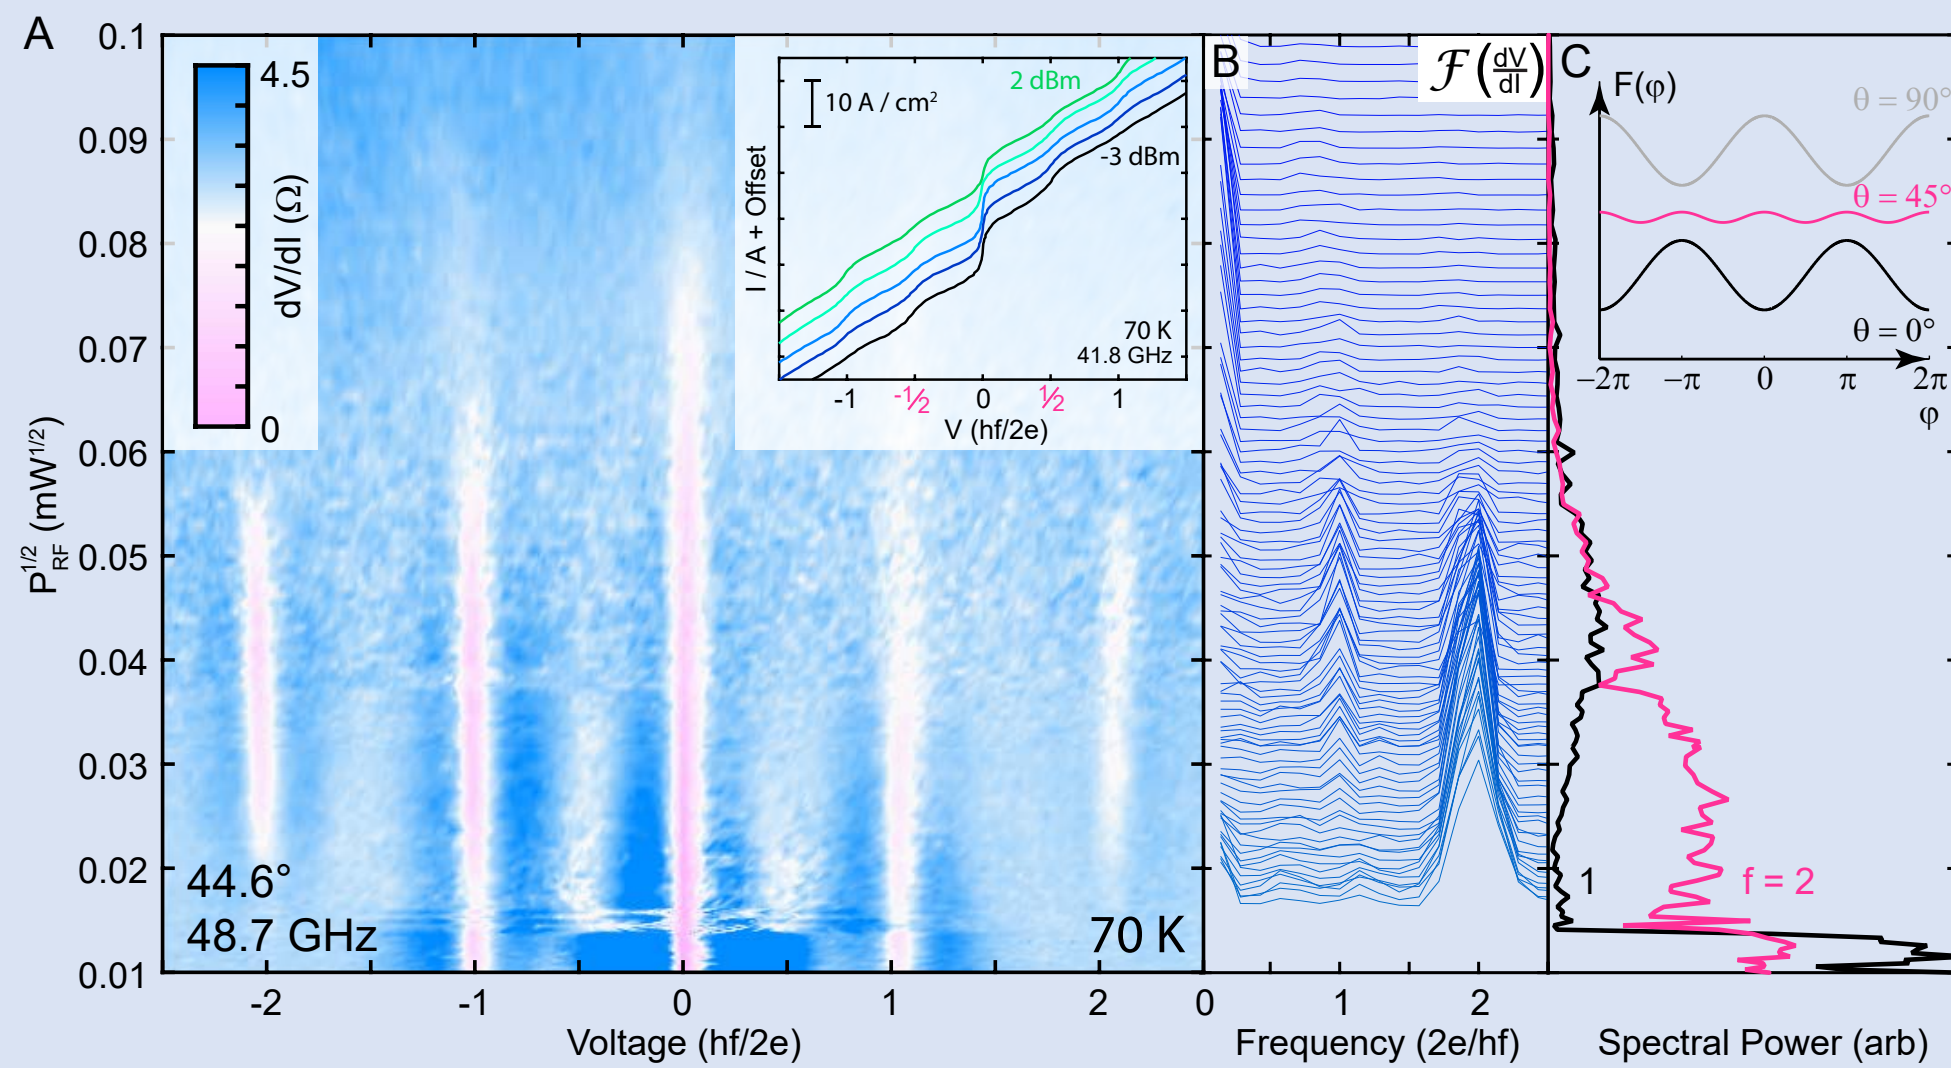 A
0.1
0.09
0.08
0.07
0.06
0.05
0.04
0.03
0.02
0.01
P_RF^1/2 (mW^1/2)
4.5
0
dV/dI (Ω)
44.6°
48.7 GHz
70 K
-2
-1
0
1
2
Voltage (hf/2e)
10 A / cm²
2 dBm
-3 dBm
70 K
41.8 GHz
I / A + Offset
-1
-½
0
½
1
V (hf/2e)
B
ℱ(dV/dI)
0
1
2
Frequency (2e/hf)
C
F(φ)
θ = 90°
θ = 45°
θ = 0°
−2π
−π
0
π
2π
φ
1
f = 2
Spectral Power (arb)